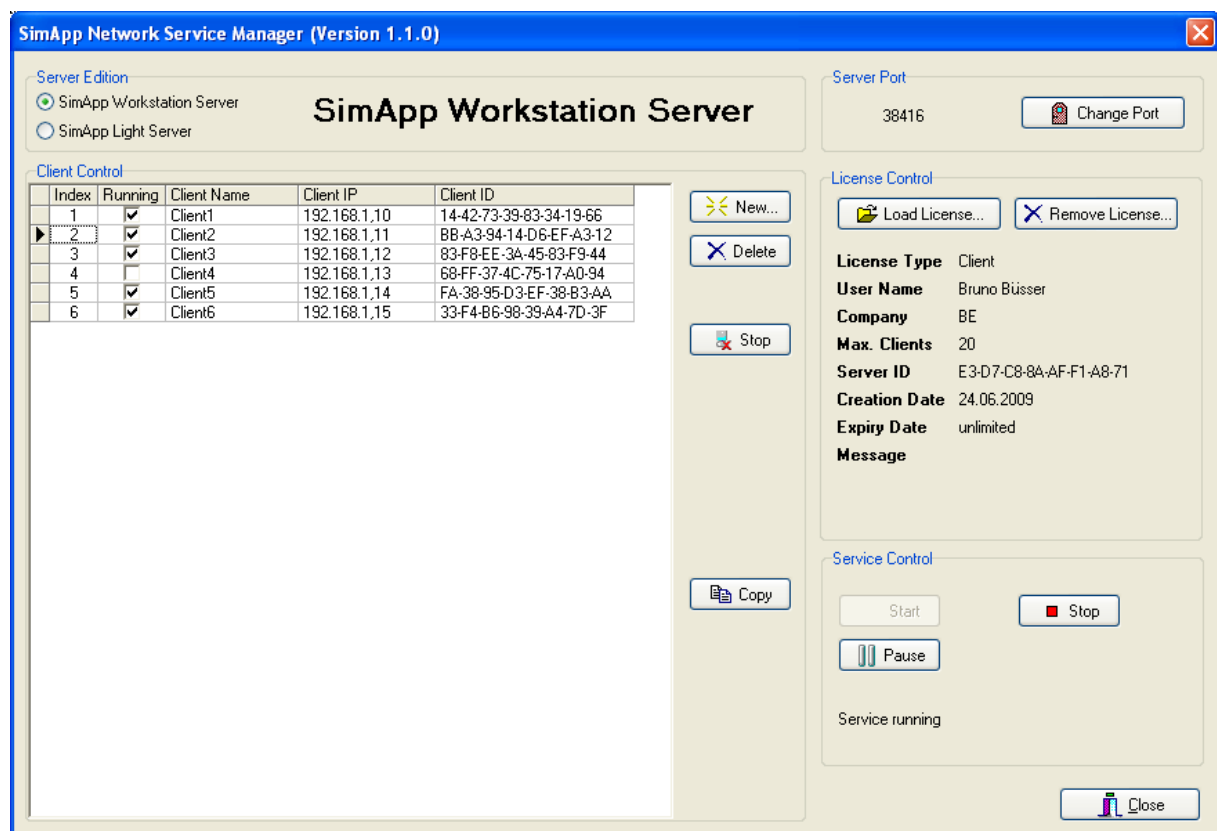 SimApp Network Service Manager (Version 1.1.0)
Server Edition
SimApp Workstation Server
SimApp Light Server
SimApp Workstation Server
Server Port
38416
Change Port
Client Control
Index Running Client Name Client IP Client ID
1 Client1 192.168.1,10 14-42-73-39-83-34-19-66
2 Client2 192.168.1,11 BB-A3-94-14-D6-EF-A3-12
3 Client3 192.168.1,12 83-F8-EE-3A-45-83-F9-44
4 Client4 192.168.1,13 68-FF-37-4C-75-17-A0-94
5 Client5 192.168.1,14 FA-38-95-D3-EF-38-B3-AA
6 Client6 192.168.1,15 33-F4-B6-98-39-A4-7D-3F
New...
Delete
Stop
Copy
License Control
Load License...
Remove License...
License Type Client
User Name Bruno Büsser
Company BE
Max. Clients 20
Server ID E3-D7-C8-8A-AF-F1-A8-71
Creation Date 24.06.2009
Expiry Date unlimited
Message
Service Control
Start
Stop
Pause
Service running
Close